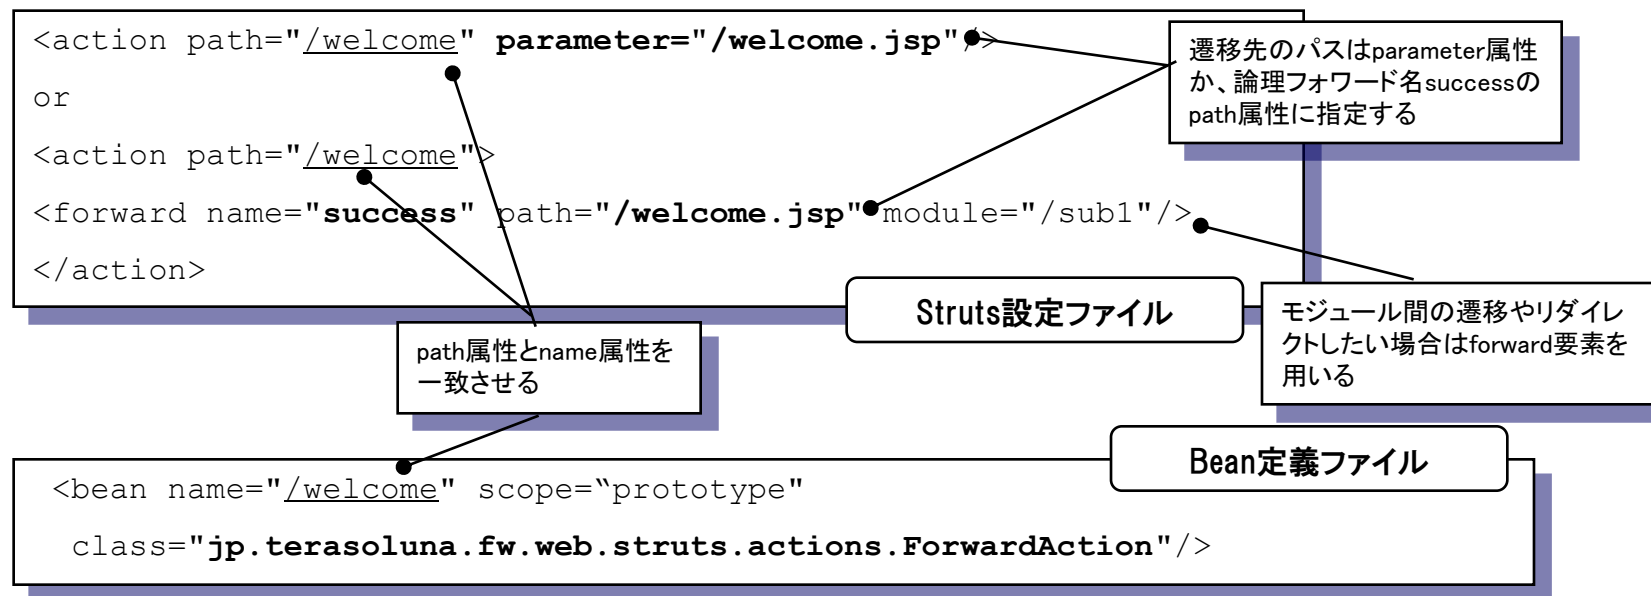 <action path="/welcome" parameter="/welcome.jsp"/>
or
<action path="/welcome">
<forward name="success" path="/welcome.jsp" module="/sub1"/>
</action>
Struts設定ファイル
遷移先のパスはparameter属性
か、論理フォワード名successの
path属性に指定する
モジュール間の遷移やリダイレ
クトしたい場合はforward要素を
用いる
path属性とname属性を
一致させる
Bean定義ファイル
<bean name="/welcome" scope=“prototype"
class="jp.terasoluna.fw.web.struts.actions.ForwardAction"/>